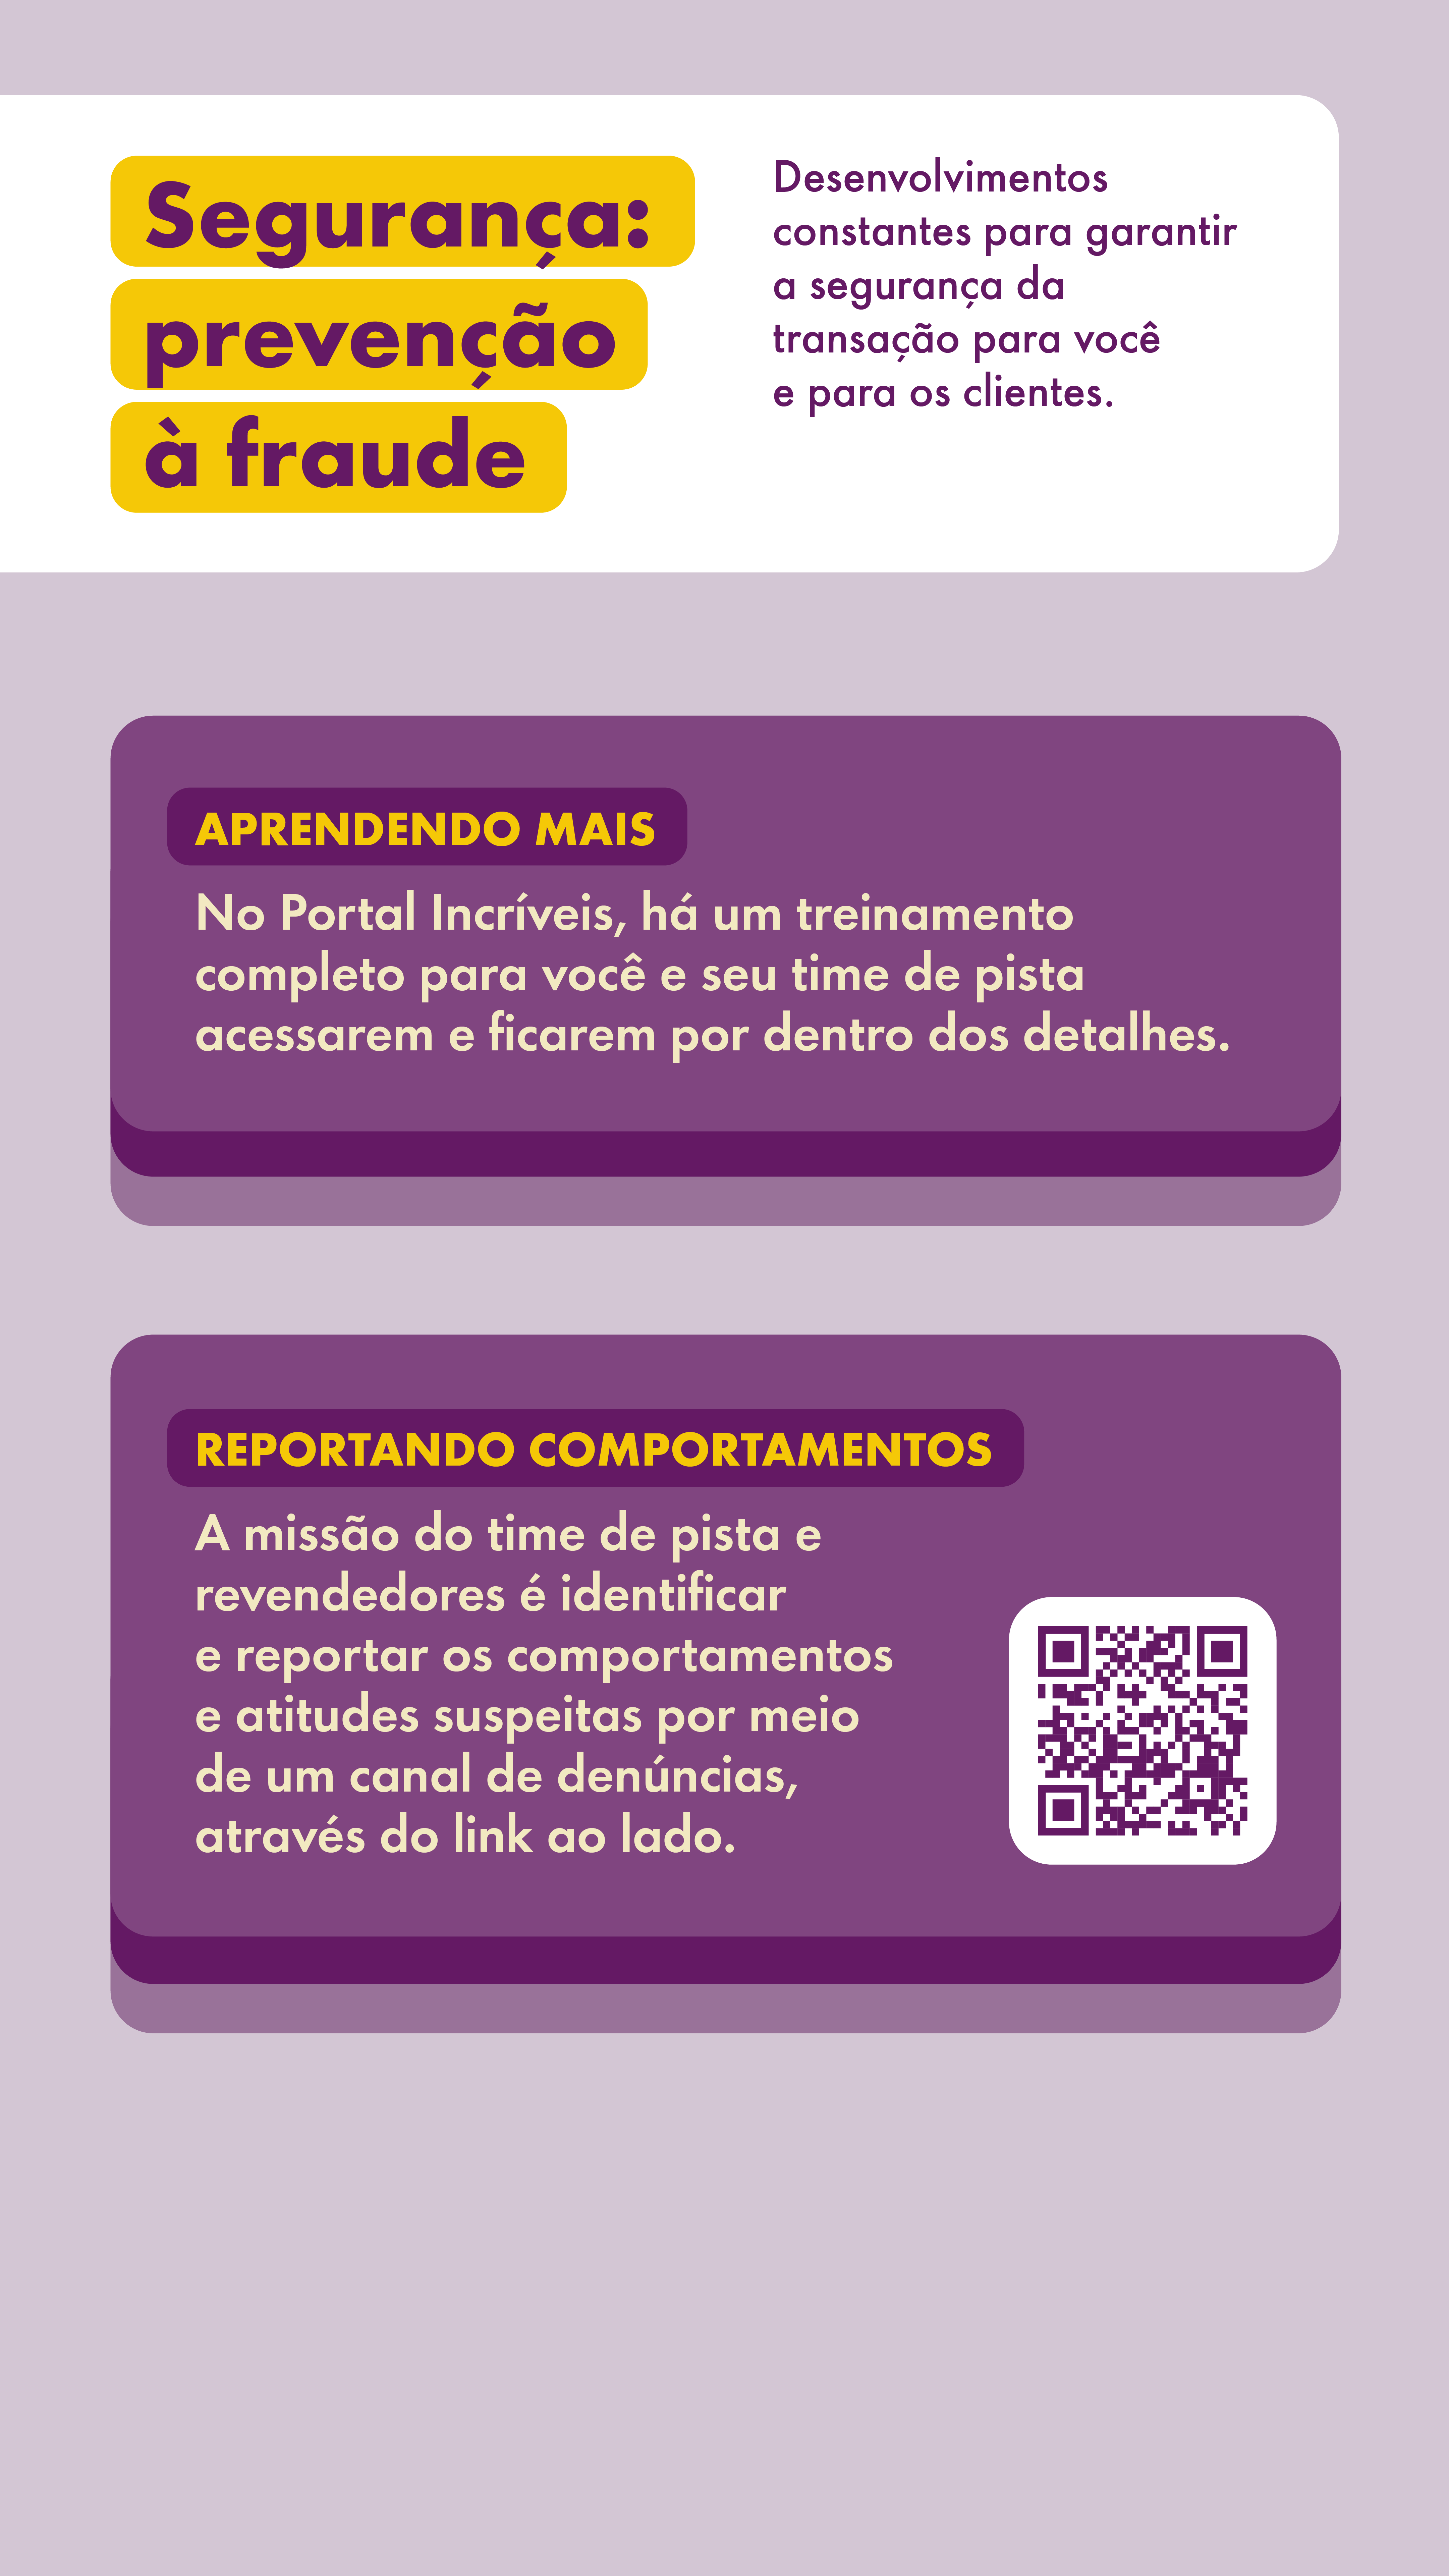 Segurança:
prevenção
à fraude
Desenvolvimentos
constantes para garantir
a segurança da
transação para você
e para os clientes.
APRENDENDO MAIS
No Portal Incríveis, há um treinamento
completo para você e seu time de pista
acessarem e ficarem por dentro dos detalhes.
REPORTANDO COMPORTAMENTOS
A missão do time de pista e
revendedores é identificar
e reportar os comportamentos
e atitudes suspeitas por meio
de um canal de denúncias,
através do link ao lado.